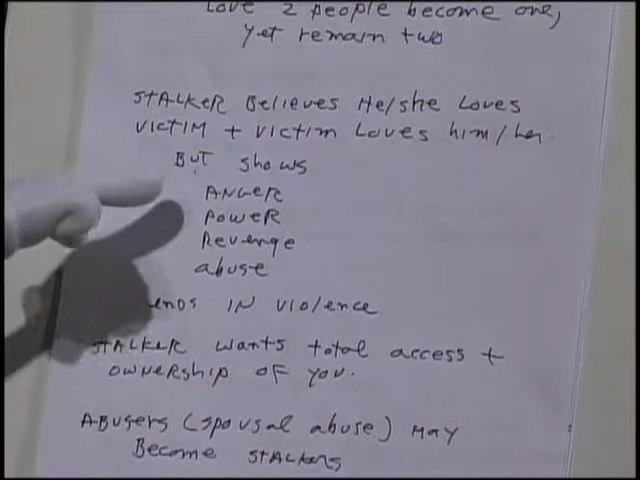 Love 2 people become one,
yet remain two
STALKER Believes He/she Loves
VICTIM + VICTIM Loves him/her.
BUT shows
ANGER
POWER
Revenge
abuse
ends IN violence
STALKER wants total access +
ownership OF YOU.
ABUSERS (spousal abuse) MAY
Become STALKERS